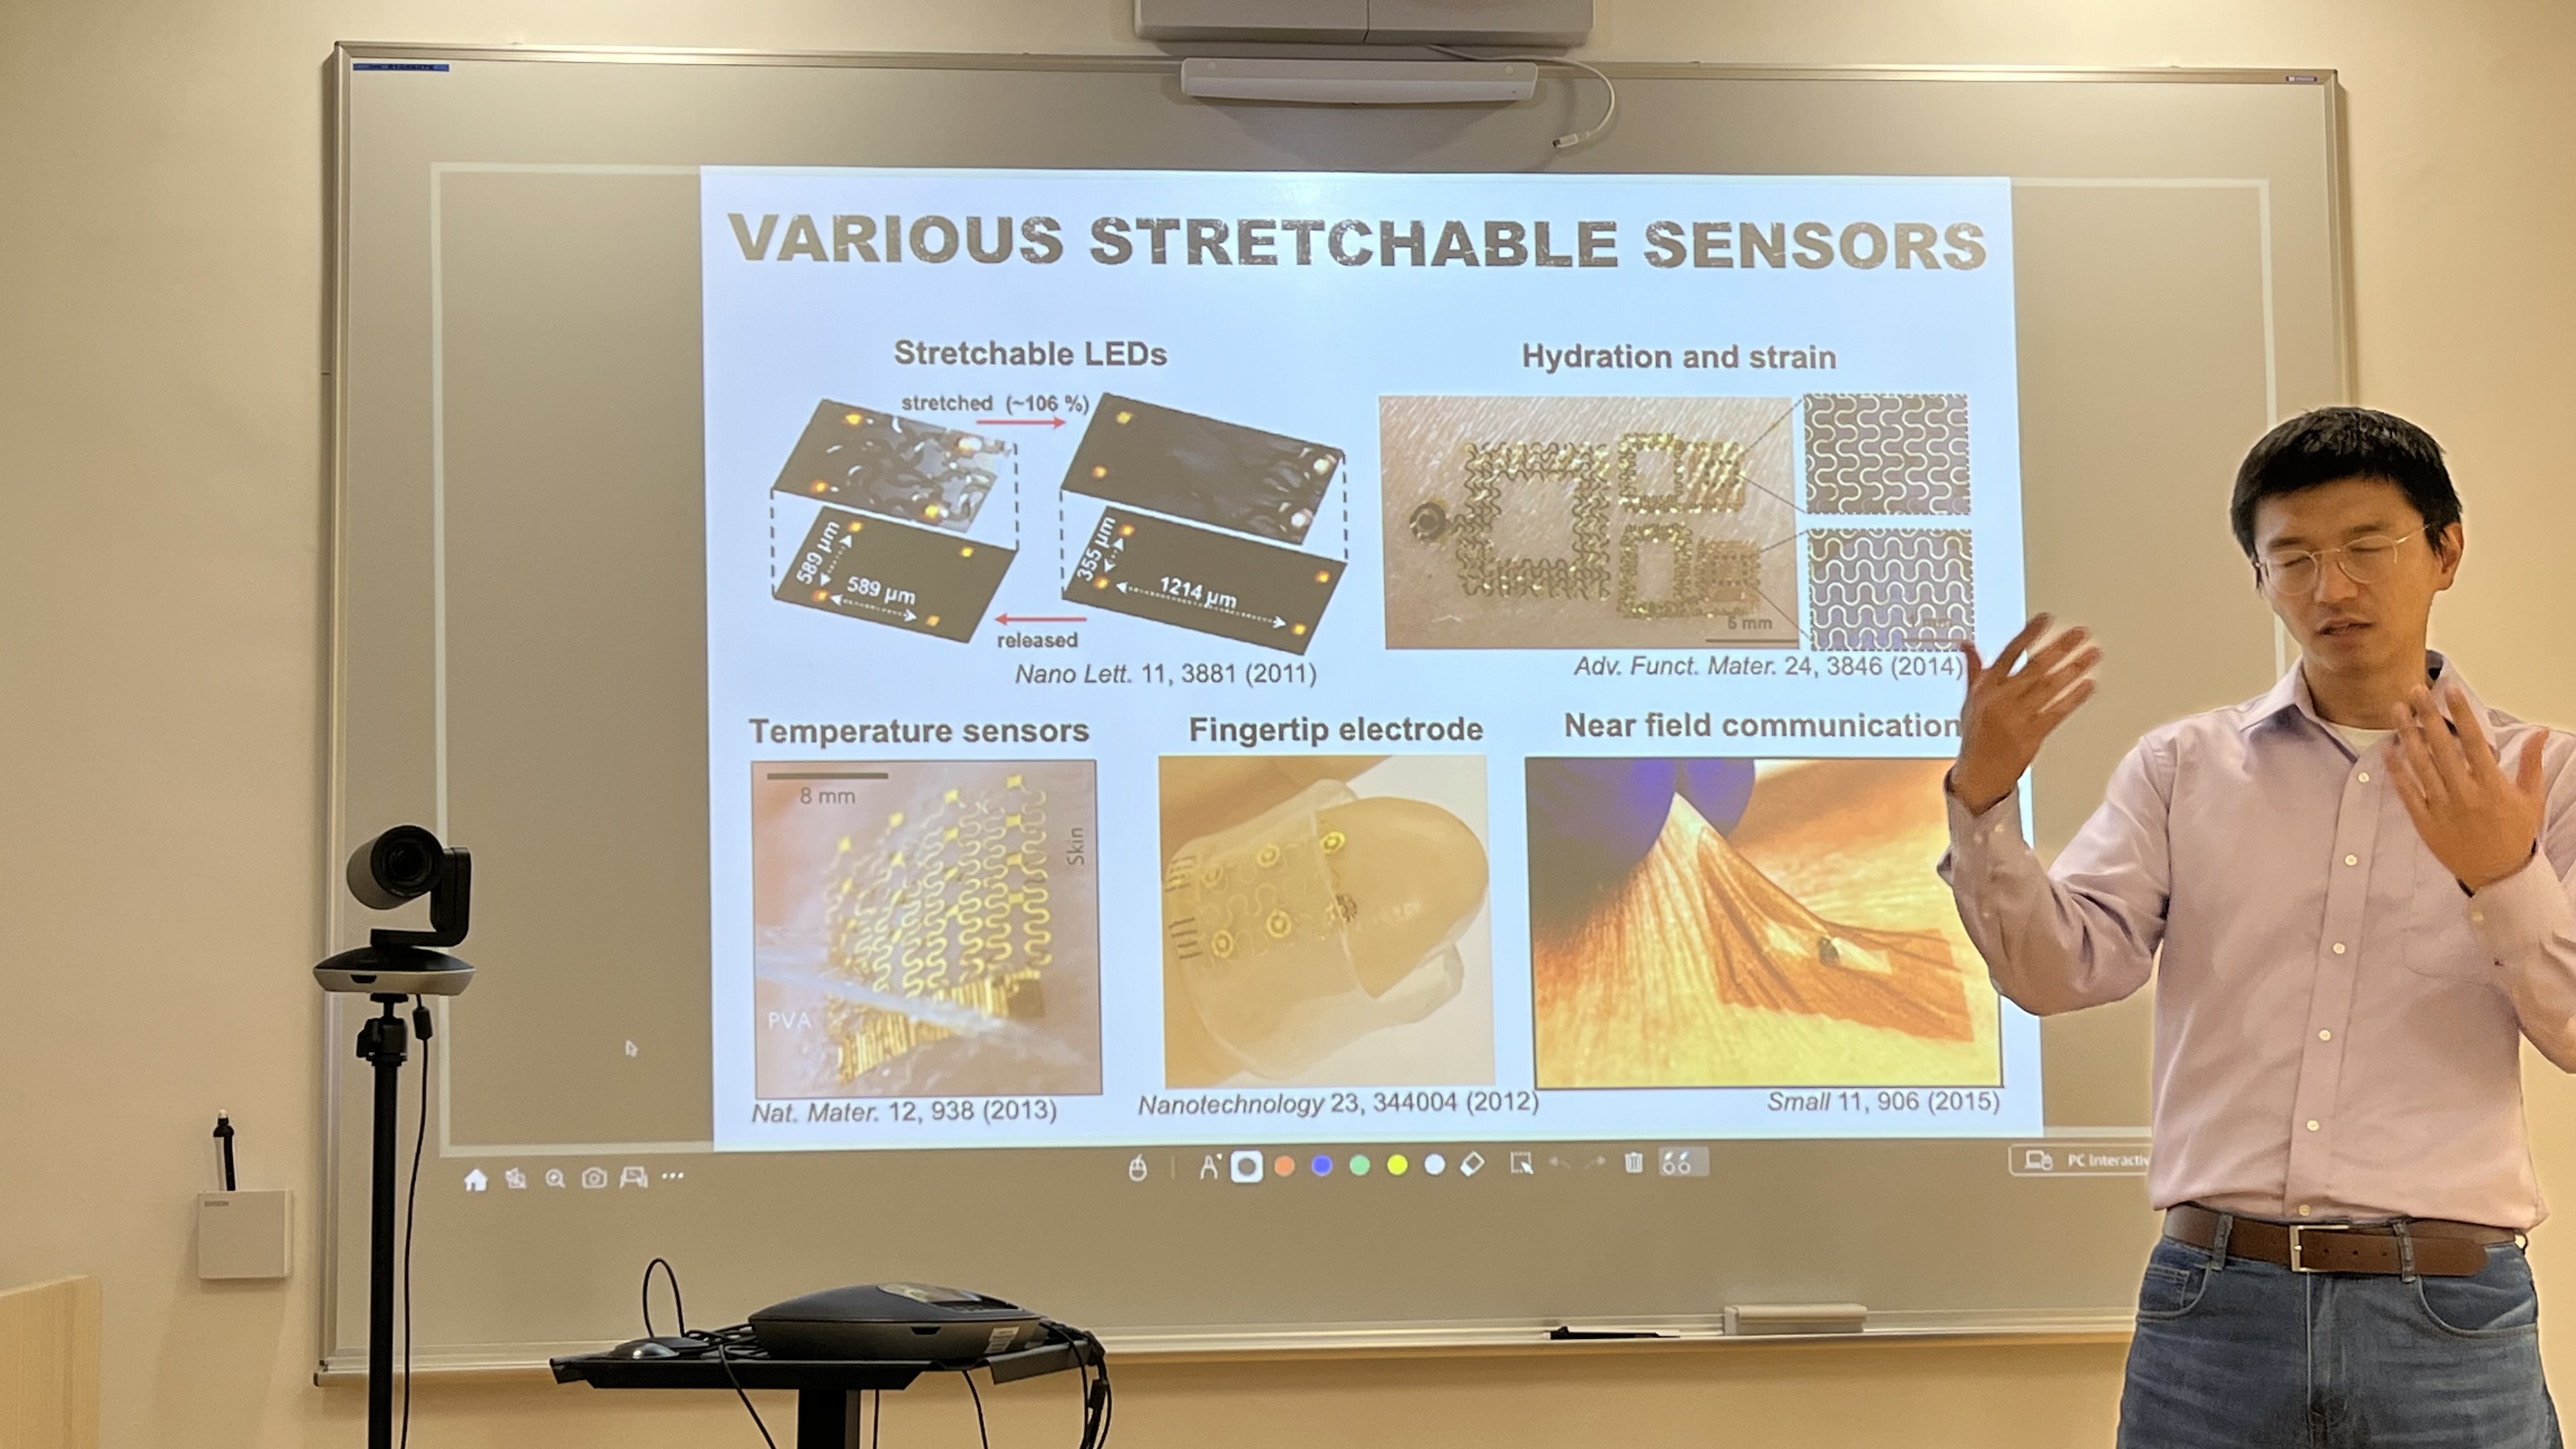 VARIOUS STRETCHABLE SENSORS
Stretchable LEDs
stretched (~106 %)
589 µm
589 µm
355 µm
1214 µm
released
Nano Lett. 11, 3881 (2011)
Hydration and strain
5 mm
Adv. Funct. Mater. 24, 3846 (2014)
Temperature sensors
8 mm
Skin
PVA
Nat. Mater. 12, 938 (2013)
Fingertip electrode
Nanotechnology 23, 344004 (2012)
Near field communication
Small 11, 906 (2015)
PC Interactiv
EPSON